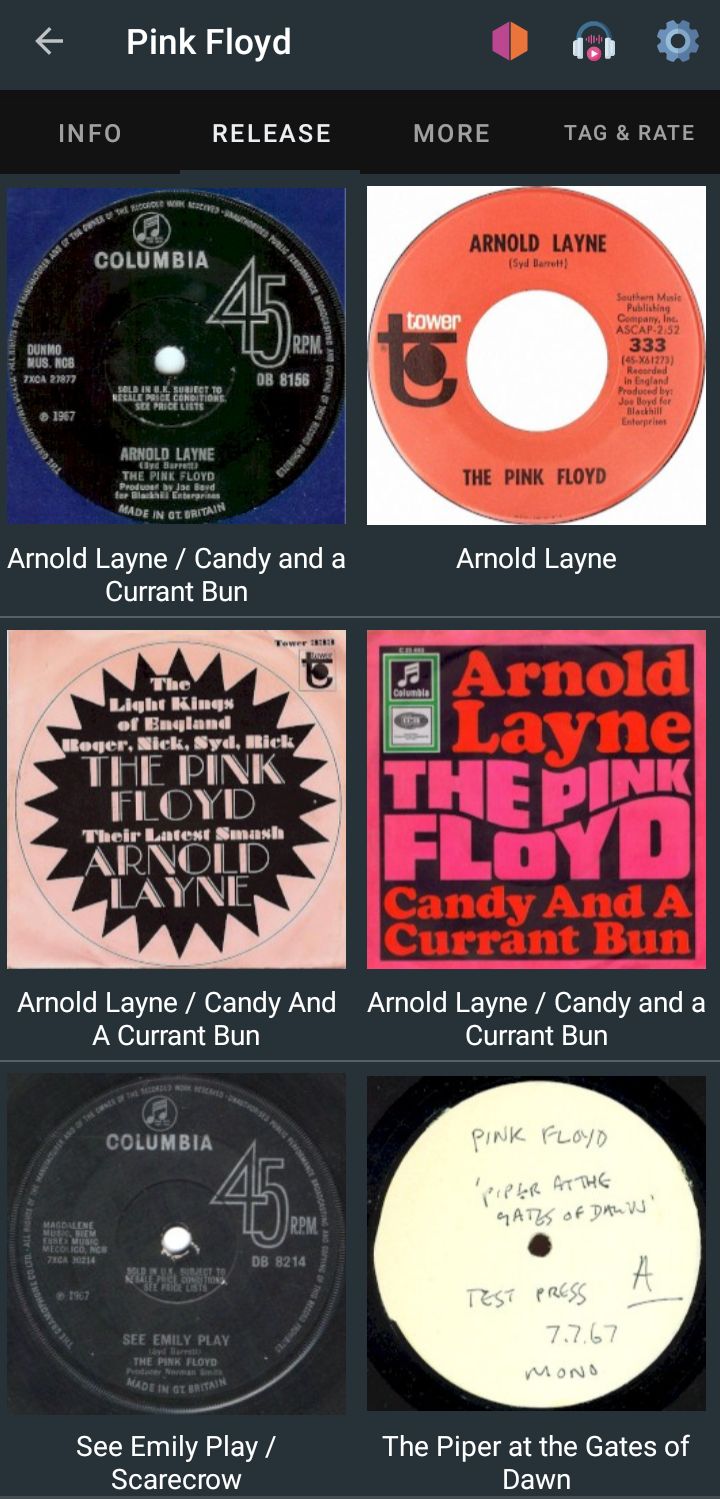 Pink Floyd
INFO
RELEASE
MORE
TAG & RATE
COLUMBIA
45
R.P.M.
DUNMO
MUS. NCB
7XCA 27877
DB 8156
SOLD IN U.K. SUBJECT TO
RESALE PRICE CONDITIONS,
SEE PRICE LISTS
℗ 1967
ARNOLD LAYNE
(Syd Barrett)
THE PINK FLOYD
Produced by Joe Boyd
for Blackhill Enterprises
MADE IN GT. BRITAIN
Arnold Layne / Candy and a
Currant Bun
ARNOLD LAYNE
(Syd Barrett)
tower
Southern Music
Publishing
Company, Inc.
ASCAP-2:52
333
(45-X61273)
Recorded
in England
Produced by:
Joe Boyd for
Blackhill
Enterprises
THE PINK FLOYD
Arnold Layne
Tower 333
tower
The
Light Kings
of England
Roger, Nick, Syd, Rick
THE PINK
FLOYD
Their Latest Smash
ARNOLD
LAYNE
Arnold Layne / Candy And
A Currant Bun
Columbia
Arnold
Layne
THE PINK
FLOYD
Candy And A
Currant Bun
Arnold Layne / Candy and a
Currant Bun
COLUMBIA
45
R.P.M.
MAGDALENE
MUSIC, BIEM
ESSEX MUSIC
MECOLICO, NCB
7XCA 30214
DB 8214
SOLD IN U.K. SUBJECT TO
RESALE PRICE CONDITIONS,
SEE PRICE LISTS
℗ 1967
SEE EMILY PLAY
(Syd Barrett)
THE PINK FLOYD
Producer Norman Smith
MADE IN GT. BRITAIN
See Emily Play /
Scarecrow
PINK FLOYD
'PIPER AT THE
GATES OF DAWN'
A
TEST PRESS
7.7.67
MONO
The Piper at the Gates of
Dawn